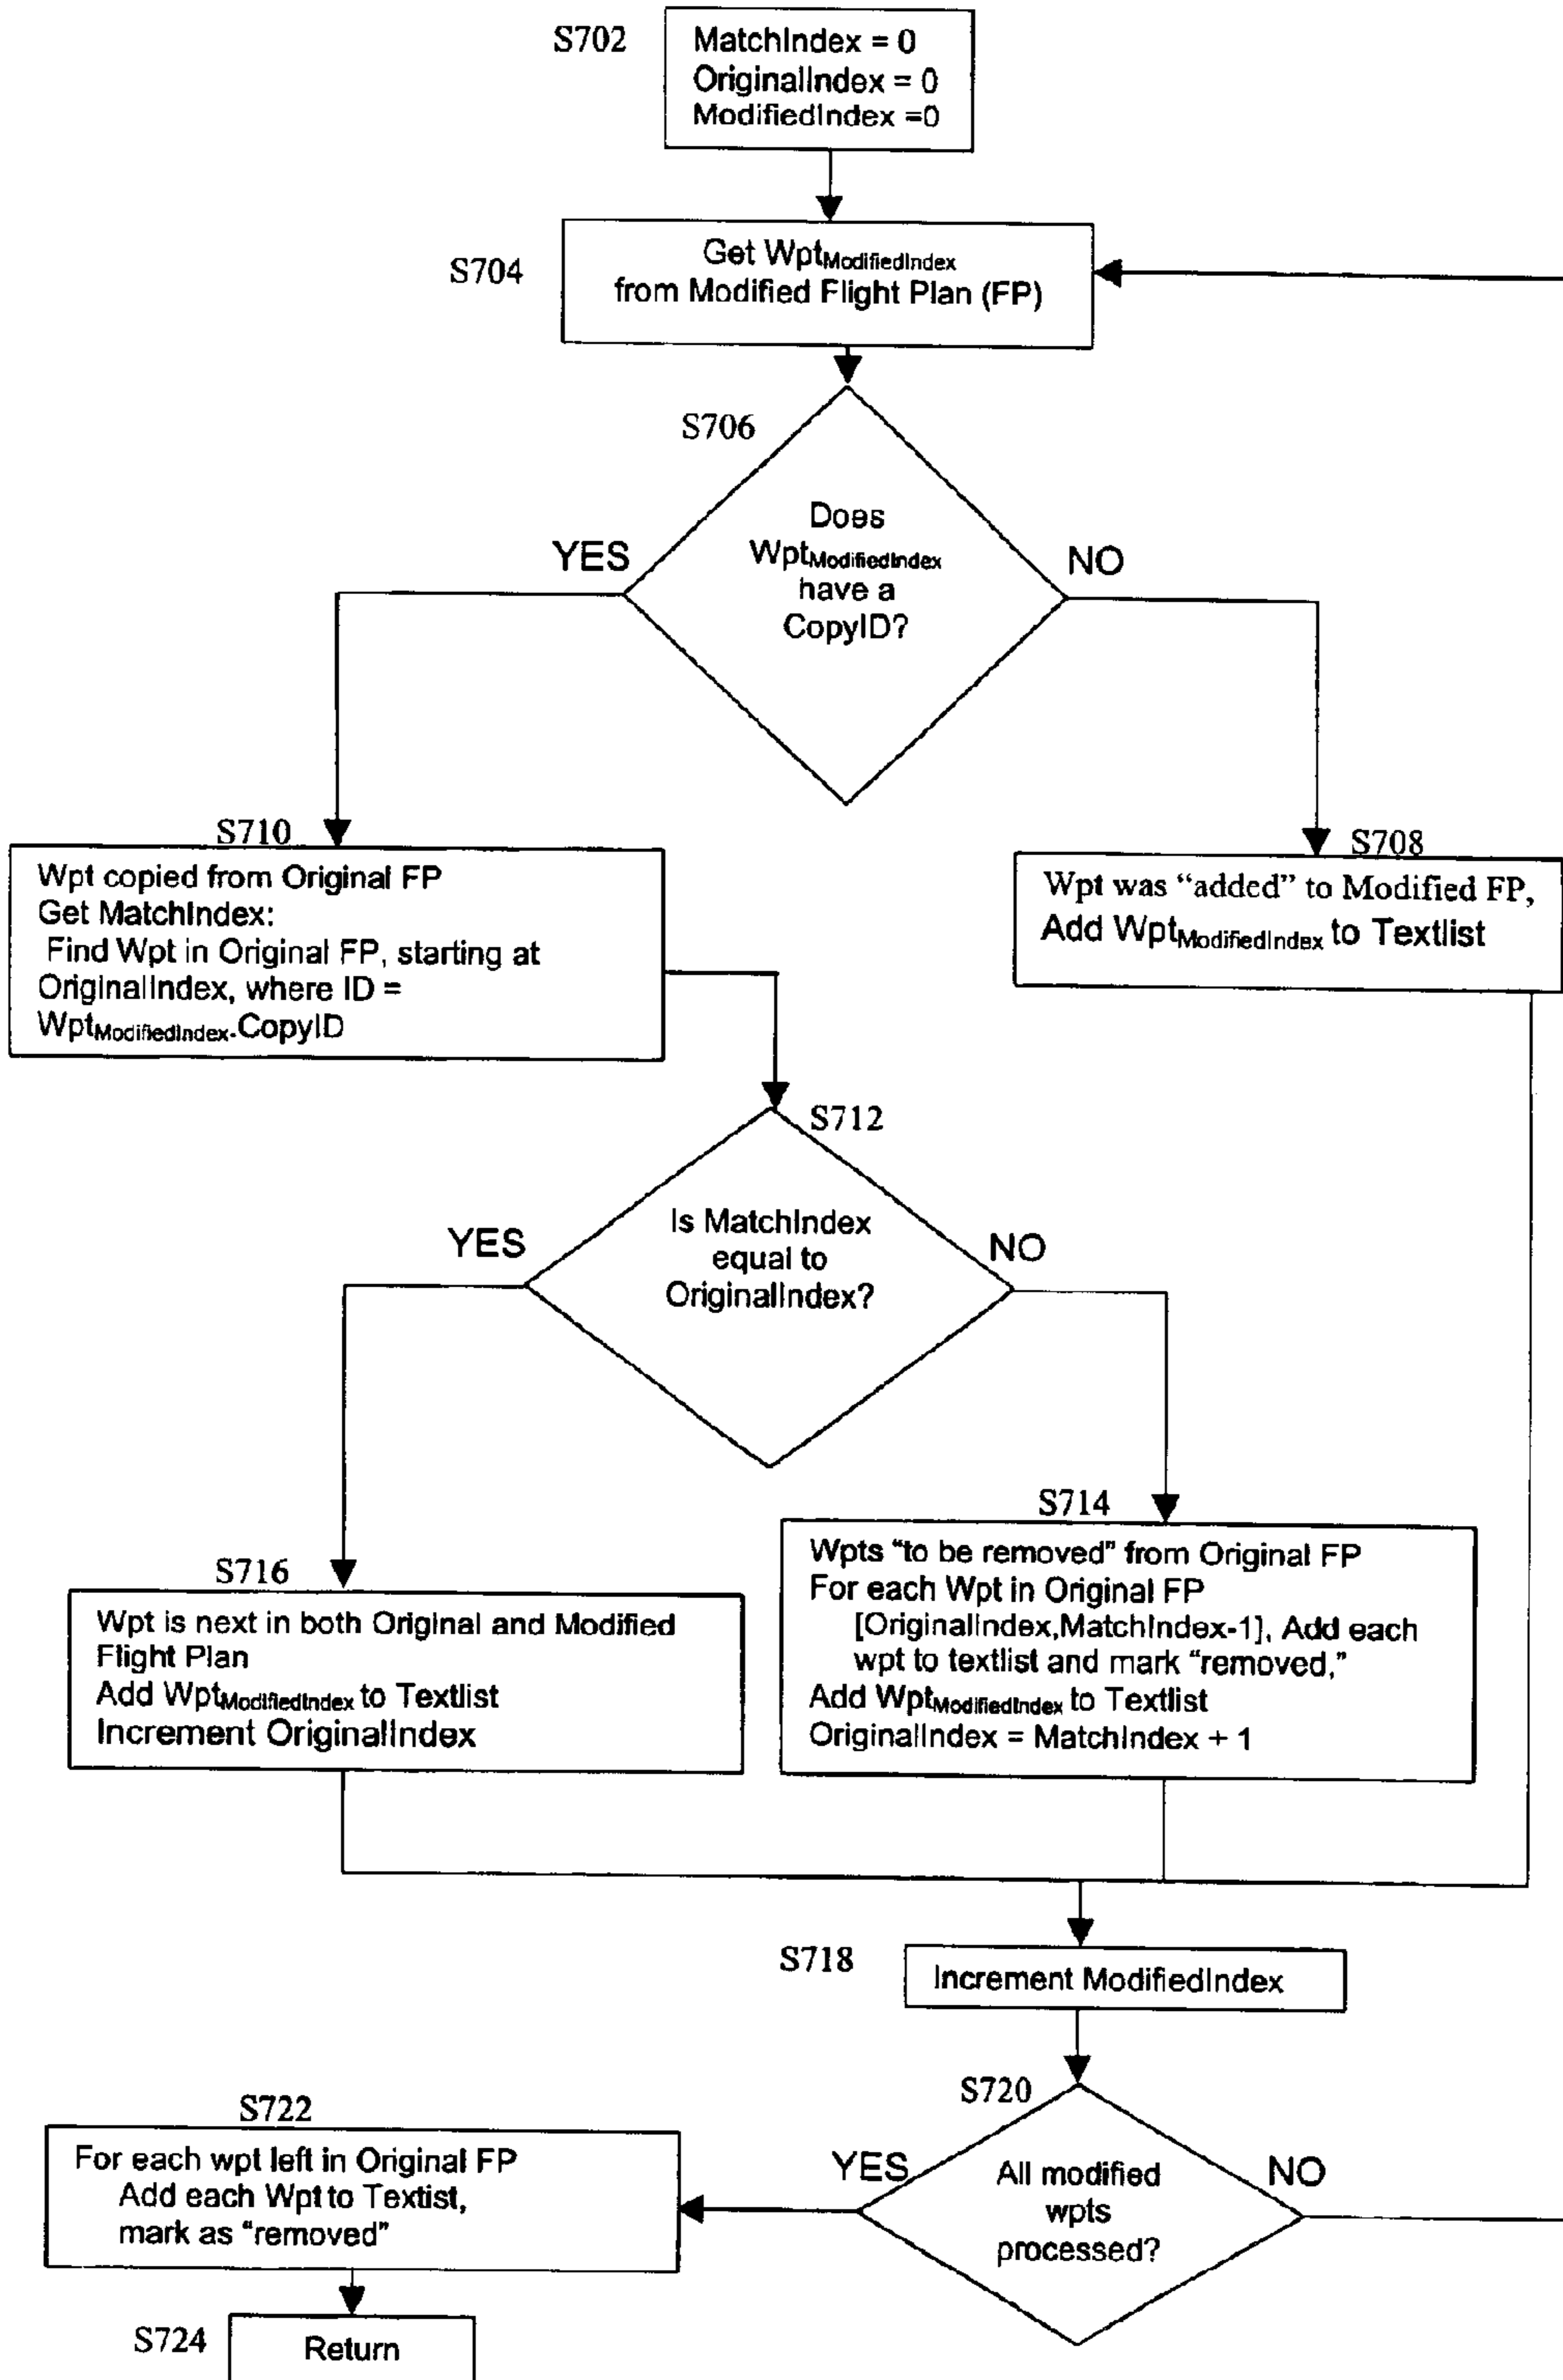 S702
MatchIndex = 0
OriginalIndex = 0
ModifiedIndex =0
S704
Get WptModifiedIndex
from Modified Flight Plan (FP)
S706
Does
WptModifiedIndex
have a
CopyID?
YES
NO
S710
Wpt copied from Original FP
Get MatchIndex:
Find Wpt in Original FP, starting at
OriginalIndex, where ID =
WptModifiedIndex.CopyID
S708
Wpt was “added” to Modified FP,
Add WptModifiedIndex to Textlist
S712
Is MatchIndex
equal to
OriginalIndex?
YES
NO
S716
Wpt is next in both Original and Modified
Flight Plan
Add WptModifiedIndex to Textlist
Increment OriginalIndex
S714
Wpts “to be removed” from Original FP
For each Wpt in Original FP
[OriginalIndex,MatchIndex-1], Add each
wpt to textlist and mark “removed,”
Add WptModifiedIndex to Textlist
OriginalIndex = MatchIndex + 1
S718
Increment ModifiedIndex
S720
All modified
wpts
processed?
YES
NO
S722
For each wpt left in Original FP
Add each Wpt to Textist,
mark as “removed”
S724
Return